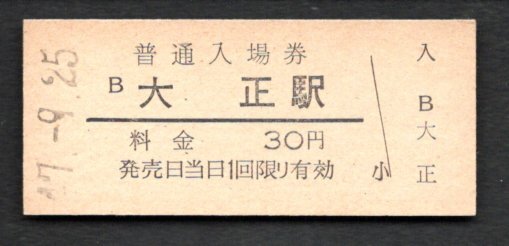 普通入場券
B 大正駅
料金 30円
発売日当日1回限り有効
小
入
B
大正
47.-9.25